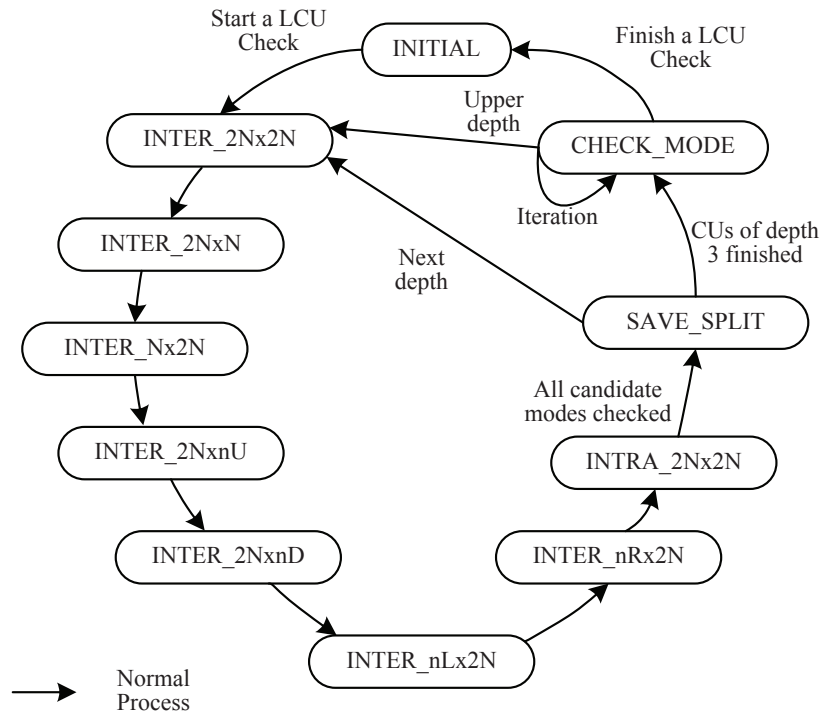 Start a LCU
Check
INITIAL
Finish a LCU
Check
INTER_2Nx2N
Upper
depth
CHECK_MODE
Iteration
INTER_2NxN
Next
depth
CUs of depth
3 finished
INTER_Nx2N
SAVE_SPLIT
All candidate
modes checked
INTER_2NxnU
INTRA_2Nx2N
INTER_2NxnD
INTER_nRx2N
INTER_nLx2N
Normal
Process